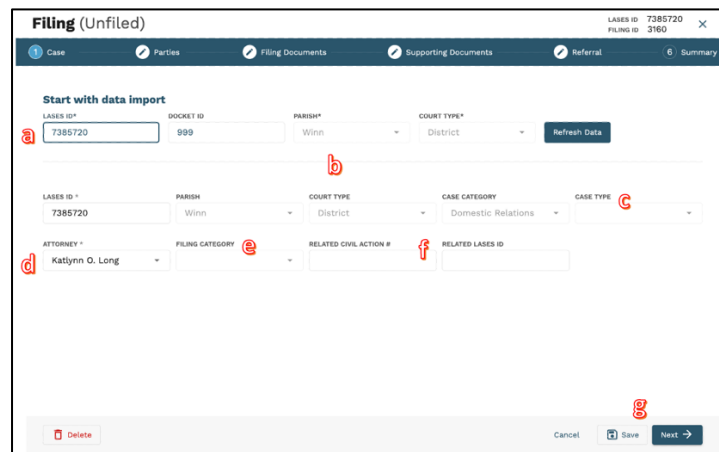 Filing (Unfiled)
LASES ID 7385720
FILING ID 3160
1 Case Parties Filing Documents Supporting Documents Referral 6 Summary
Start with data import
LASES ID* DOCKET ID PARISH* COURT TYPE*
a 7385720 999 Winn District Refresh Data
b
LASES ID * PARISH COURT TYPE CASE CATEGORY CASE TYPE c
7385720 Winn District Domestic Relations
ATTORNEY * FILING CATEGORY e RELATED CIVIL ACTION # f RELATED LASES ID
d Katlynn O. Long
g
Delete Cancel Save Next →